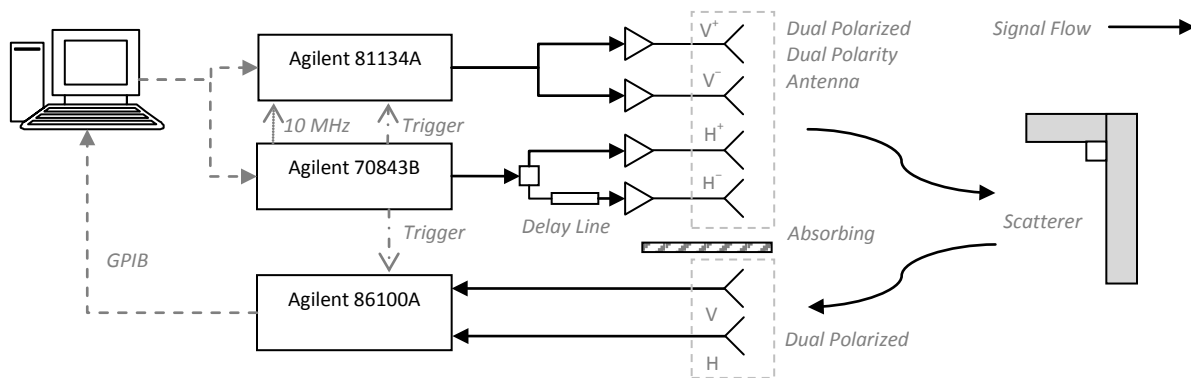 Agilent 81134A
V+
Dual Polarized
Dual Polarity
Antenna
Signal Flow
V−
10 MHz
Trigger
H+
Agilent 70843B
H−
Delay Line
Scatterer
Trigger
Absorbing
GPIB
Agilent 86100A
V
Dual Polarized
H